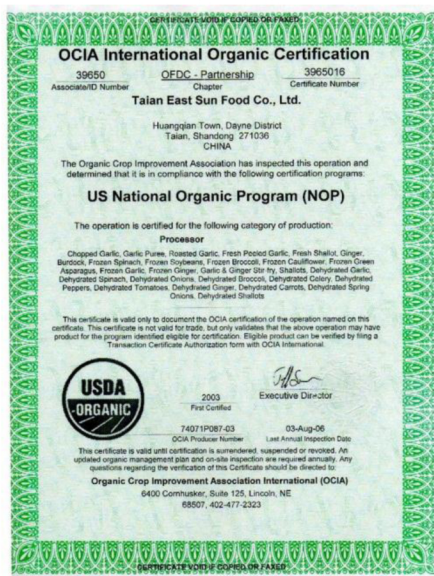 CERTIFICATE VOID IF COPIED OR FAXED
OCIA International Organic Certification
39650 OFDC - Partnership 3965016
Associate/ID Number Chapter Certificate Number
Taian East Sun Food Co., Ltd.
Huangqian Town, Dayne District
Taian, Shandong 271036
CHINA
The Organic Crop Improvement Association has inspected this operation and
determined that it is in compliance with the following certification programs:
US National Organic Program (NOP)
The operation is certified for the following category of production:
Processor
Chopped Garlic, Garlic Puree, Roasted Garlic, Fresh Peeled Garlic, Fresh Shallot, Ginger,
Burdock, Frozen Spinach, Frozen Soybeans, Frozen Broccoli, Frozen Cauliflower, Frozen Green
Asparagus, Frozen Garlic, Frozen Ginger, Garlic & Ginger Stir-fry, Shallots, Dehydrated Garlic,
Dehydrated Spinach, Dehydrated Onions, Dehydrated Broccoli, Dehydrated Celery, Dehydrated
Peppers, Dehydrated Tomatoes, Dehydrated Ginger, Dehydrated Carrots, Dehydrated Spring
Onions, Dehydrated Shallots
This certificate is valid only to document the OCIA certification of the operation named on this
certificate. This certificate is not valid for trade, but only validates that the above operation may have
product for the program identified eligible for certification. Eligible product can be verified by filing a
Transaction Certificate Authorization form with OCIA International.
USDA
ORGANIC
2003 Executive Director
First Certified
74071P087-03 03-Aug-06
OCIA Producer Number Last Annual Inspection Date
This certificate is valid until certification is surrendered, suspended or revoked. An
updated organic management plan and on-site inspection are required annually. Any
questions regarding the verification of this Certificate should be directed to:
Organic Crop Improvement Association International (OCIA)
6400 Cornhusker, Suite 125, Lincoln, NE
68507, 402-477-2323
CERTIFICATE VOID IF COPIED OR FAXED